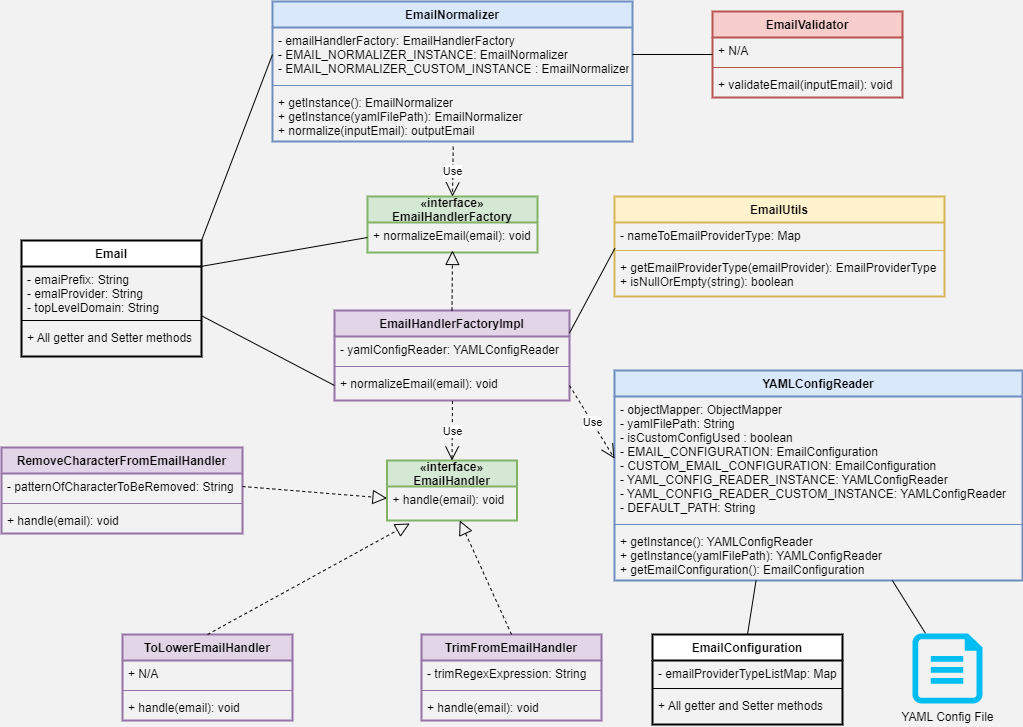 EmailNormalizer
- emailHandlerFactory: EmailHandlerFactory
- EMAIL_NORMALIZER_INSTANCE: EmailNormalizer
- EMAIL_NORMALIZER_CUSTOM_INSTANCE : EmailNormalizer
+ getInstance(): EmailNormalizer
+ getInstance(yamlFilePath): EmailNormalizer
+ normalize(inputEmail): outputEmail
EmailValidator
+ N/A
+ validateEmail(inputEmail): void
Use
«interface»
EmailHandlerFactory
+ normalizeEmail(email): void
EmailUtils
- nameToEmailProviderType: Map
+ getEmailProviderType(emailProvider): EmailProviderType
+ isNullOrEmpty(string): boolean
Email
- emaiPrefix: String
- emalProvider: String
- topLevelDomain: String
+ All getter and Setter methods
EmailHandlerFactoryImpl
- yamlConfigReader: YAMLConfigReader
+ normalizeEmail(email): void
Use
Use
YAMLConfigReader
- objectMapper: ObjectMapper
- yamlFilePath: String
- isCustomConfigUsed : boolean
- EMAIL_CONFIGURATION: EmailConfiguration
- CUSTOM_EMAIL_CONFIGURATION: EmailConfiguration
- YAML_CONFIG_READER_INSTANCE: YAMLConfigReader
- YAML_CONFIG_READER_CUSTOM_INSTANCE: YAMLConfigReader
- DEFAULT_PATH: String
+ getInstance(): YAMLConfigReader
+ getInstance(yamlFilePath): YAMLConfigReader
+ getEmailConfiguration(): EmailConfiguration
RemoveCharacterFromEmailHandler
- patternOfCharacterToBeRemoved: String
+ handle(email): void
«interface»
EmailHandler
+ handle(email): void
ToLowerEmailHandler
+ N/A
+ handle(email): void
TrimFromEmailHandler
- trimRegexExpression: String
+ handle(email): void
EmailConfiguration
- emailProviderTypeListMap: Map
+ All getter and Setter methods
YAML Config File